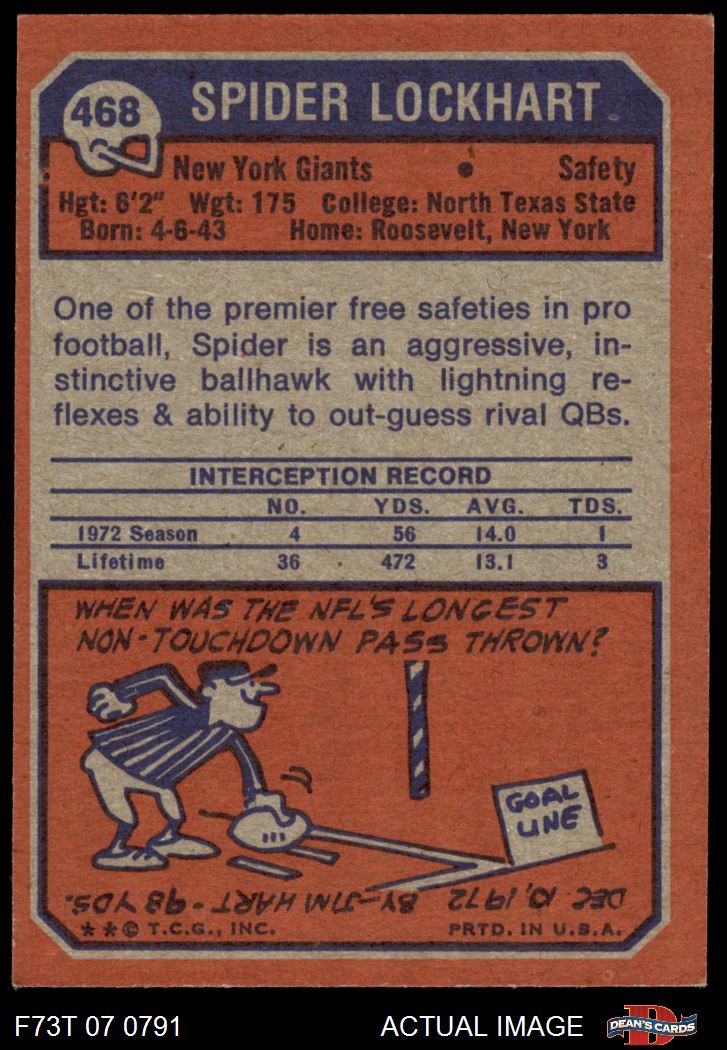 468
SPIDER LOCKHART
New York Giants • Safety
Hgt: 6'2" Wgt: 175 College: North Texas State
Born: 4-6-43 Home: Roosevelt, New York
One of the premier free safeties in pro
football, Spider is an aggressive, in-
stinctive ballhawk with lightning re-
flexes & ability to out-guess rival QBs.
INTERCEPTION RECORD
NO. YDS. AVG. TDS.
1972 Season 4 56 14.0 1
Lifetime 36 472 13.1 3
WHEN WAS THE NFL'S LONGEST
NON-TOUCHDOWN PASS THROWN?
GOAL
LINE
DEC 10, 1972 BY-JIM HART-98 YDS.
**© T.C.G., INC. PRTD. IN U.S.A.
F73T 07 0791 ACTUAL IMAGE
D
DEAN'S CARDS